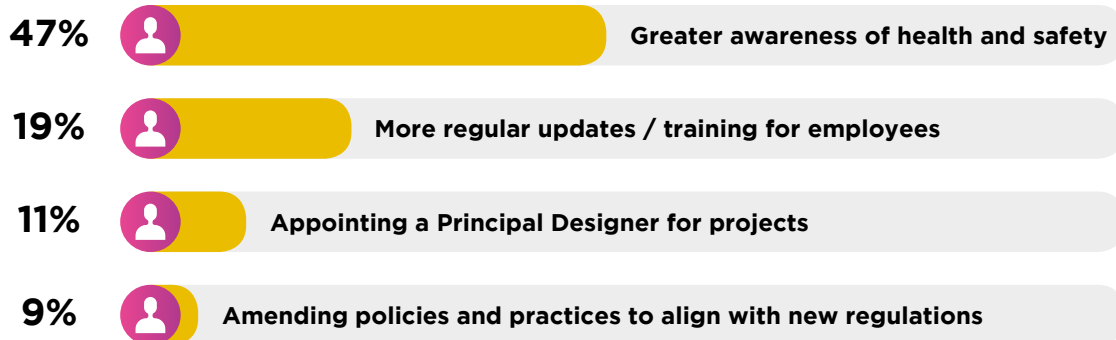 47% Greater awareness of health and safety
19% More regular updates / training for employees
11% Appointing a Principal Designer for projects
9% Amending policies and practices to align with new regulations